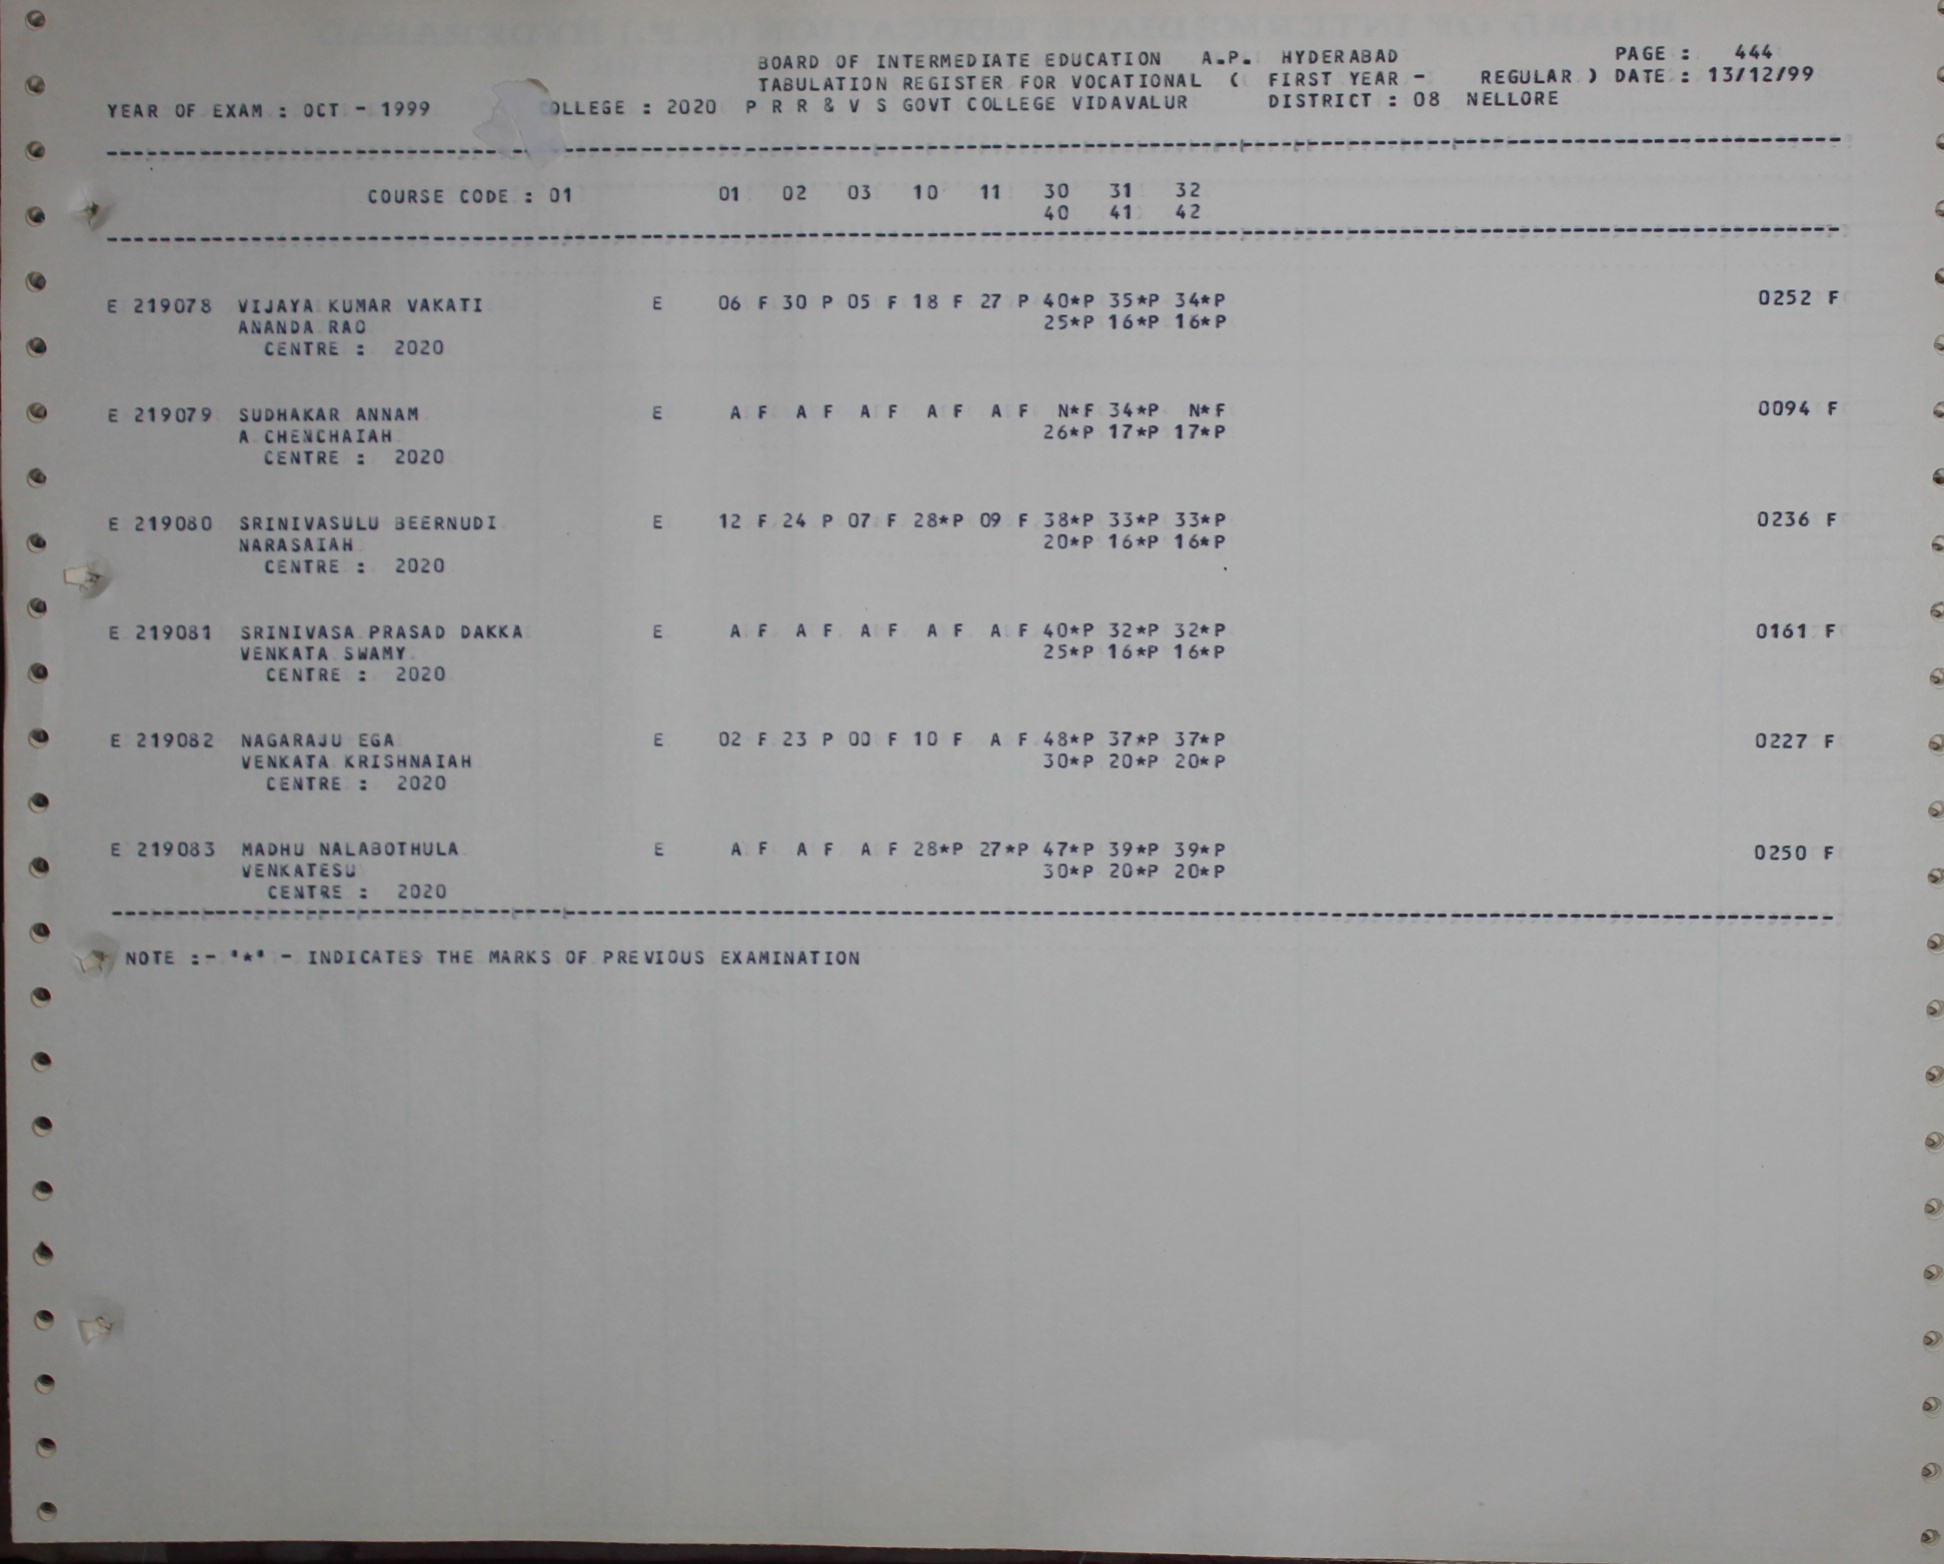 BOARD OF INTERMEDIATE EDUCATION A.P. HYDERABAD PAGE : 444
TABULATION REGISTER FOR VOCATIONAL ( FIRST YEAR - REGULAR ) DATE : 13/12/99
YEAR OF EXAM : OCT - 1999 OLLEGE : 2020 P R R & V S GOVT COLLEGE VIDAVALUR DISTRICT : 08 NELLORE
COURSE CODE : 01 01 02 03 10 11 30 31 32
40 41 42
E 219078 VIJAYA KUMAR VAKATI E 06 F 30 P 05 F 18 F 27 P 40*P 35*P 34*P 0252 F
ANANDA RAO 25*P 16*P 16*P
CENTRE : 2020
E 219079 SUDHAKAR ANNAM E A F A F A F A F A F N*F 34*P N*F 0094 F
A CHENCHAIAH 26*P 17*P 17*P
CENTRE : 2020
E 219080 SRINIVASULU BEERNUDI E 12 F 24 P 07 F 28*P 09 F 38*P 33*P 33*P 0236 F
NARASAIAH 20*P 16*P 16*P
CENTRE : 2020
E 219081 SRINIVASA PRASAD DAKKA E A F A F A F A F A F 40*P 32*P 32*P 0161 F
VENKATA SWAMY 25*P 16*P 16*P
CENTRE : 2020
E 219082 NAGARAJU EGA E 02 F 23 P 00 F 10 F A F 48*P 37*P 37*P 0227 F
VENKATA KRISHNAIAH 30*P 20*P 20*P
CENTRE : 2020
E 219083 MADHU NALABOTHULA E A F A F A F 28*P 27*P 47*P 39*P 39*P 0250 F
VENKATESU 30*P 20*P 20*P
CENTRE : 2020
NOTE :- "*" - INDICATES THE MARKS OF PREVIOUS EXAMINATION